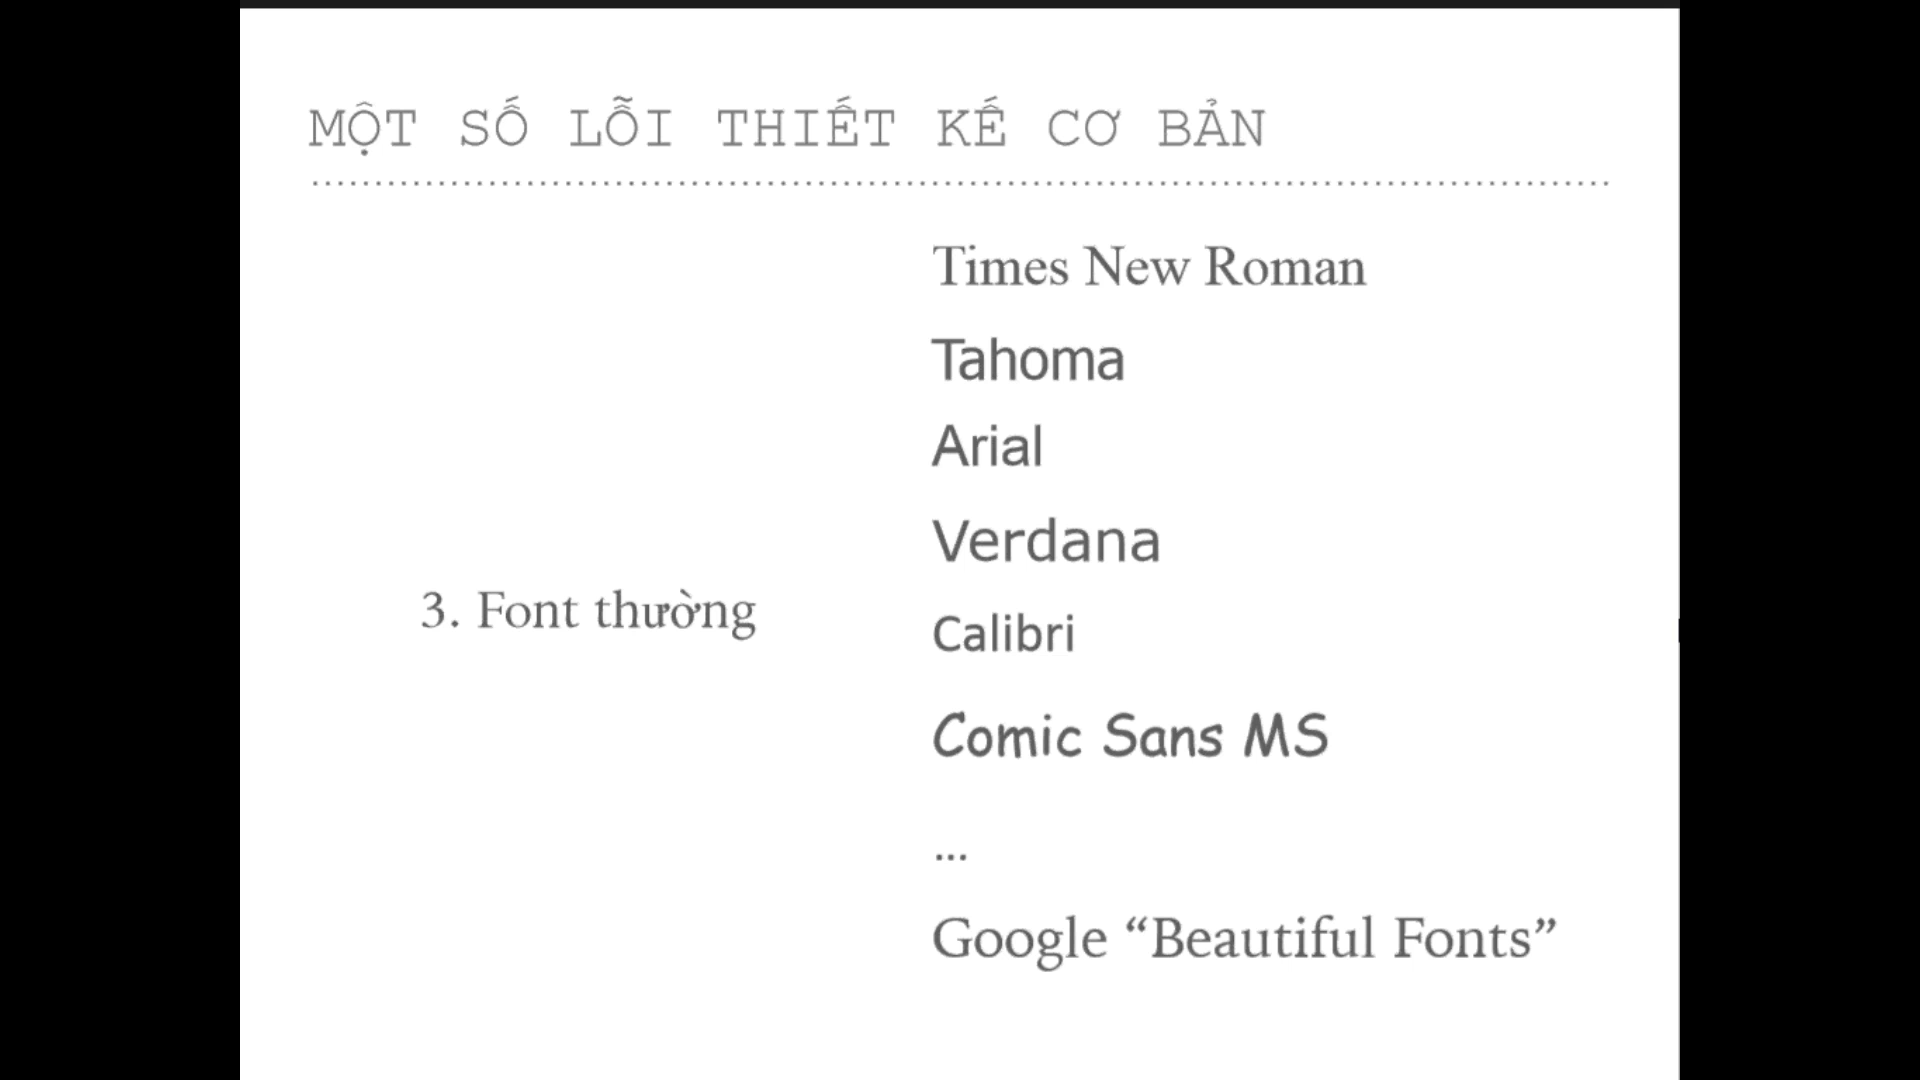 MỘT SỐ LỖI THIẾT KẾ CƠ BẢN
Times New Roman
Tahoma
Arial
Verdana
3. Font thường
Calibri
Comic Sans MS
...
Google “Beautiful Fonts”